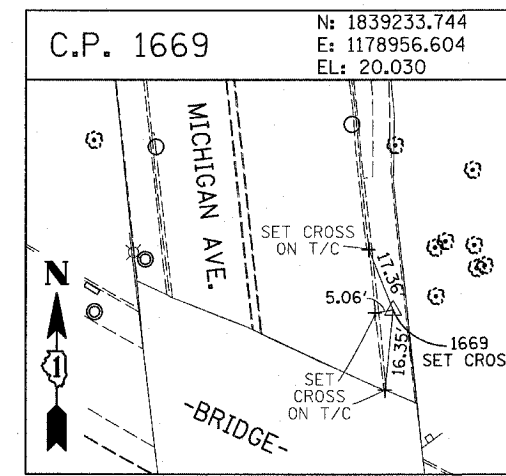 C.P. 1669
N: 1839233.744
E: 1178956.604
EL: 20.030
MICHIGAN AVE.
SET CROSS
ON T/C
17.36'
5.06'
N
1
16.35'
1669
SET CROS
SET
CROSS
ON T/C
-BRIDGE-